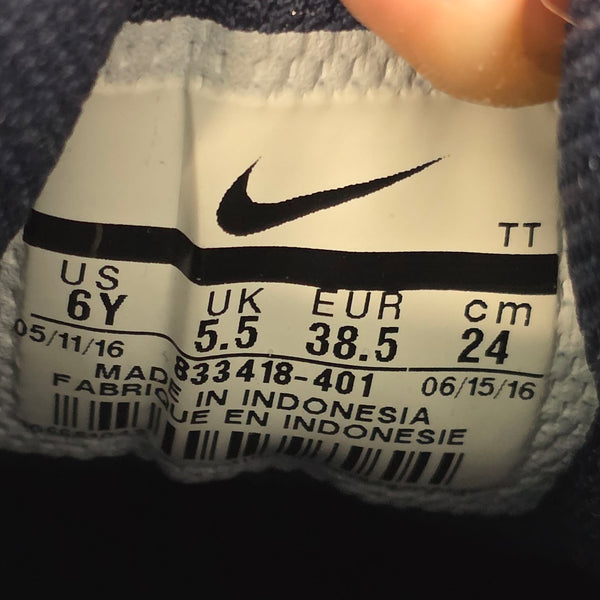 TT
US UK EUR cm
6Y 5.5 38.5 24
05/11/16 833418-401 06/15/16
MADE IN INDONESIA
FABRIQUE EN INDONESIE